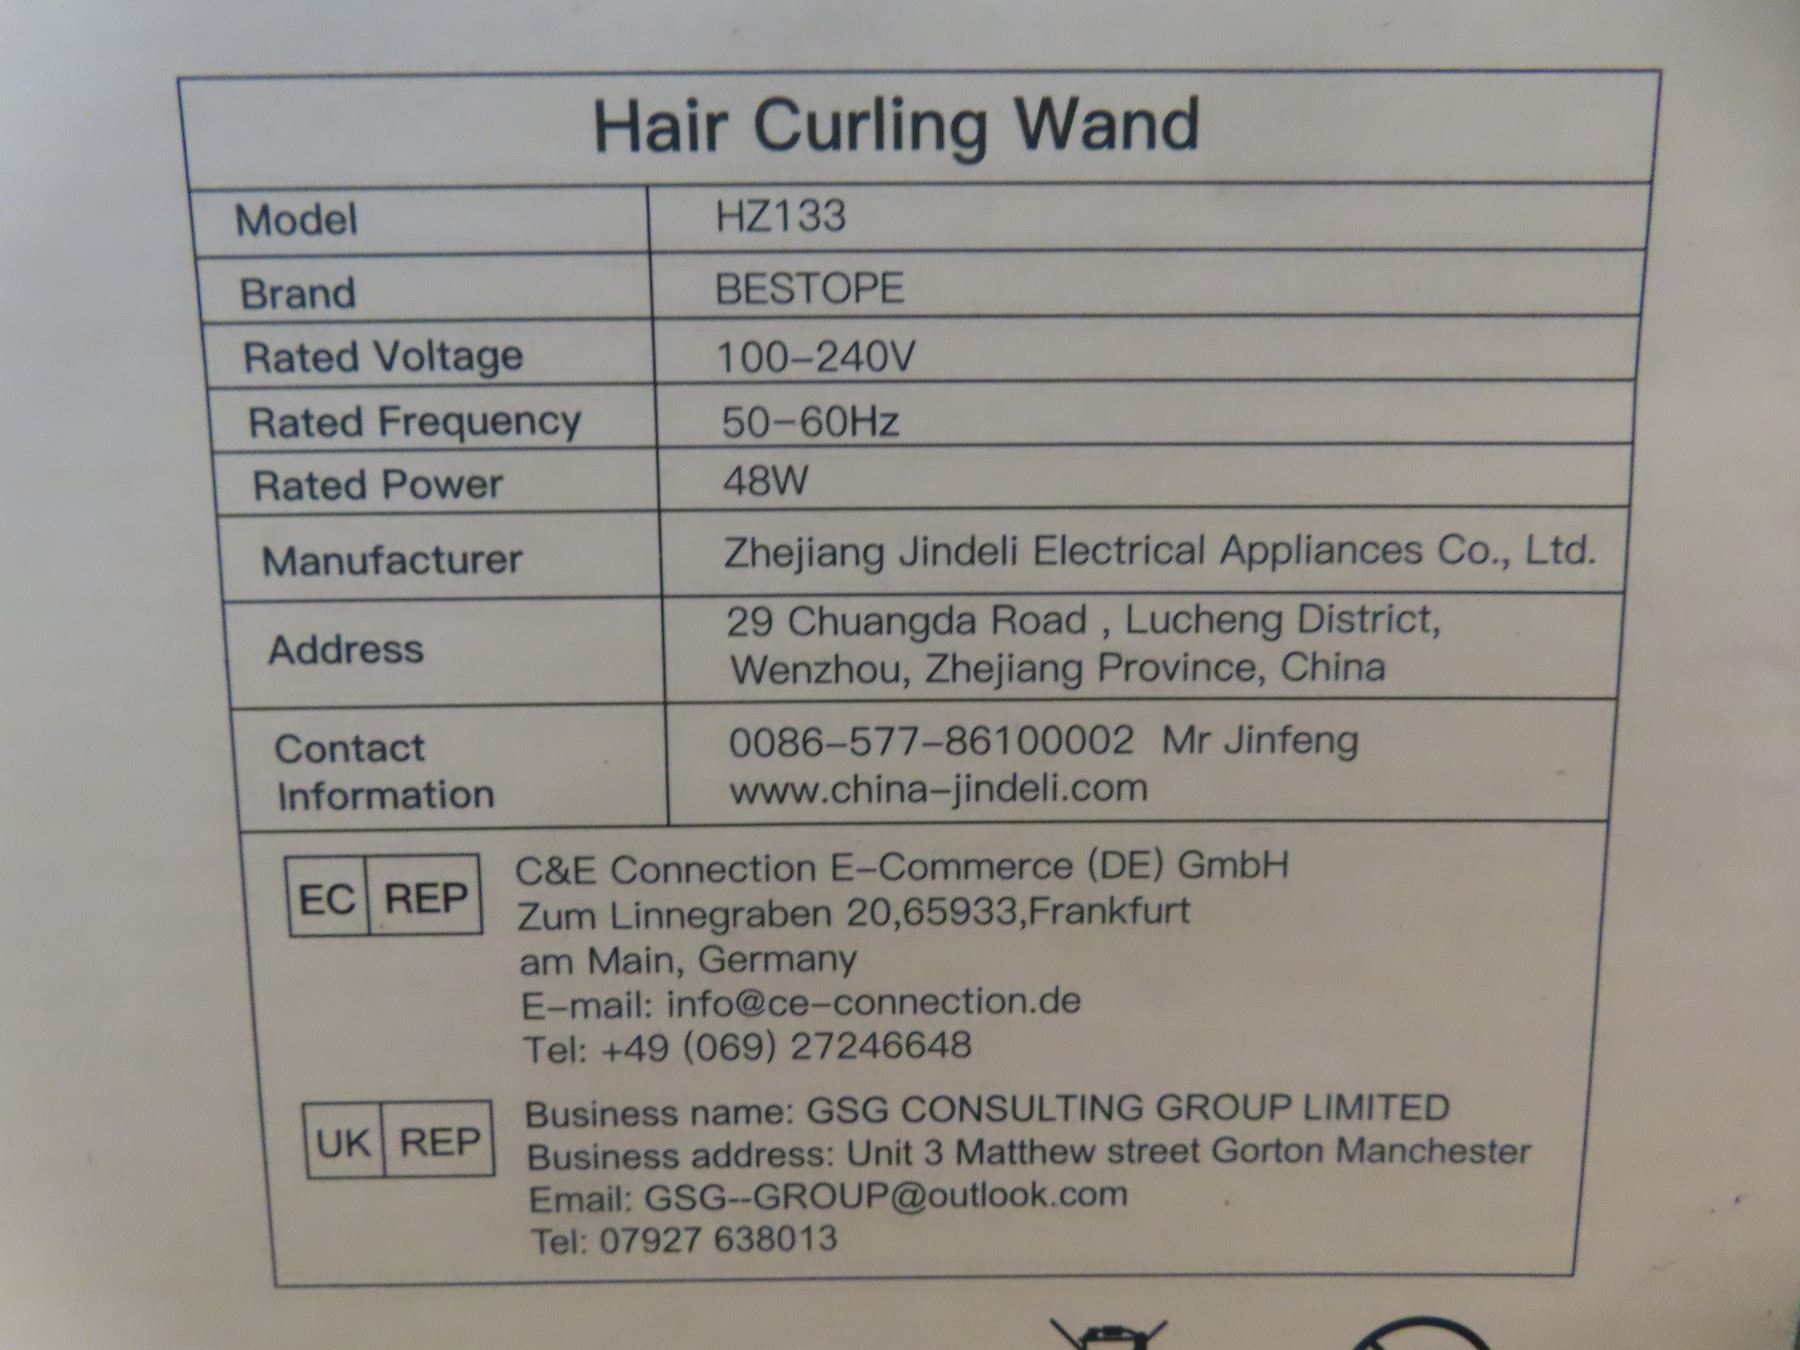 Hair Curling Wand
Model HZ133
Brand BESTOPE
Rated Voltage 100–240V
Rated Frequency 50–60Hz
Rated Power 48W
Manufacturer Zhejiang Jindeli Electrical Appliances Co., Ltd.
Address 29 Chuangda Road , Lucheng District,
Wenzhou, Zhejiang Province, China
Contact 0086–577–86100002 Mr Jinfeng
Information www.china–jindeli.com
EC REP C&E Connection E–Commerce (DE) GmbH
Zum Linnegraben 20,65933,Frankfurt
am Main, Germany
E–mail: info@ce–connection.de
Tel: +49 (069) 27246648
UK REP Business name: GSG CONSULTING GROUP LIMITED
Business address: Unit 3 Matthew street Gorton Manchester
Email: GSG--GROUP@outlook.com
Tel: 07927 638013